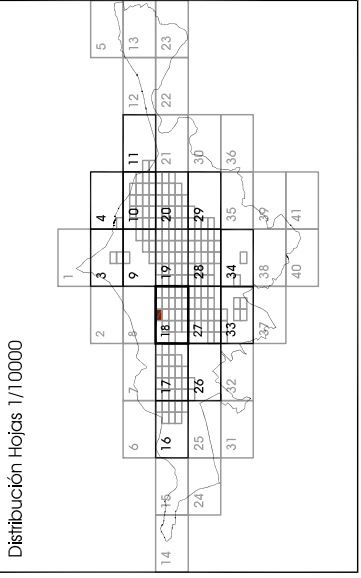 Distribución Hojas 1/10000
1
2 3 4 5
6 7 8 9 10 11 12 13
14 15 16 17 18 19 20 21 22 23
24 25 26 27 28 29 30
31 32 33 34 35 36
37 38 39
40 41